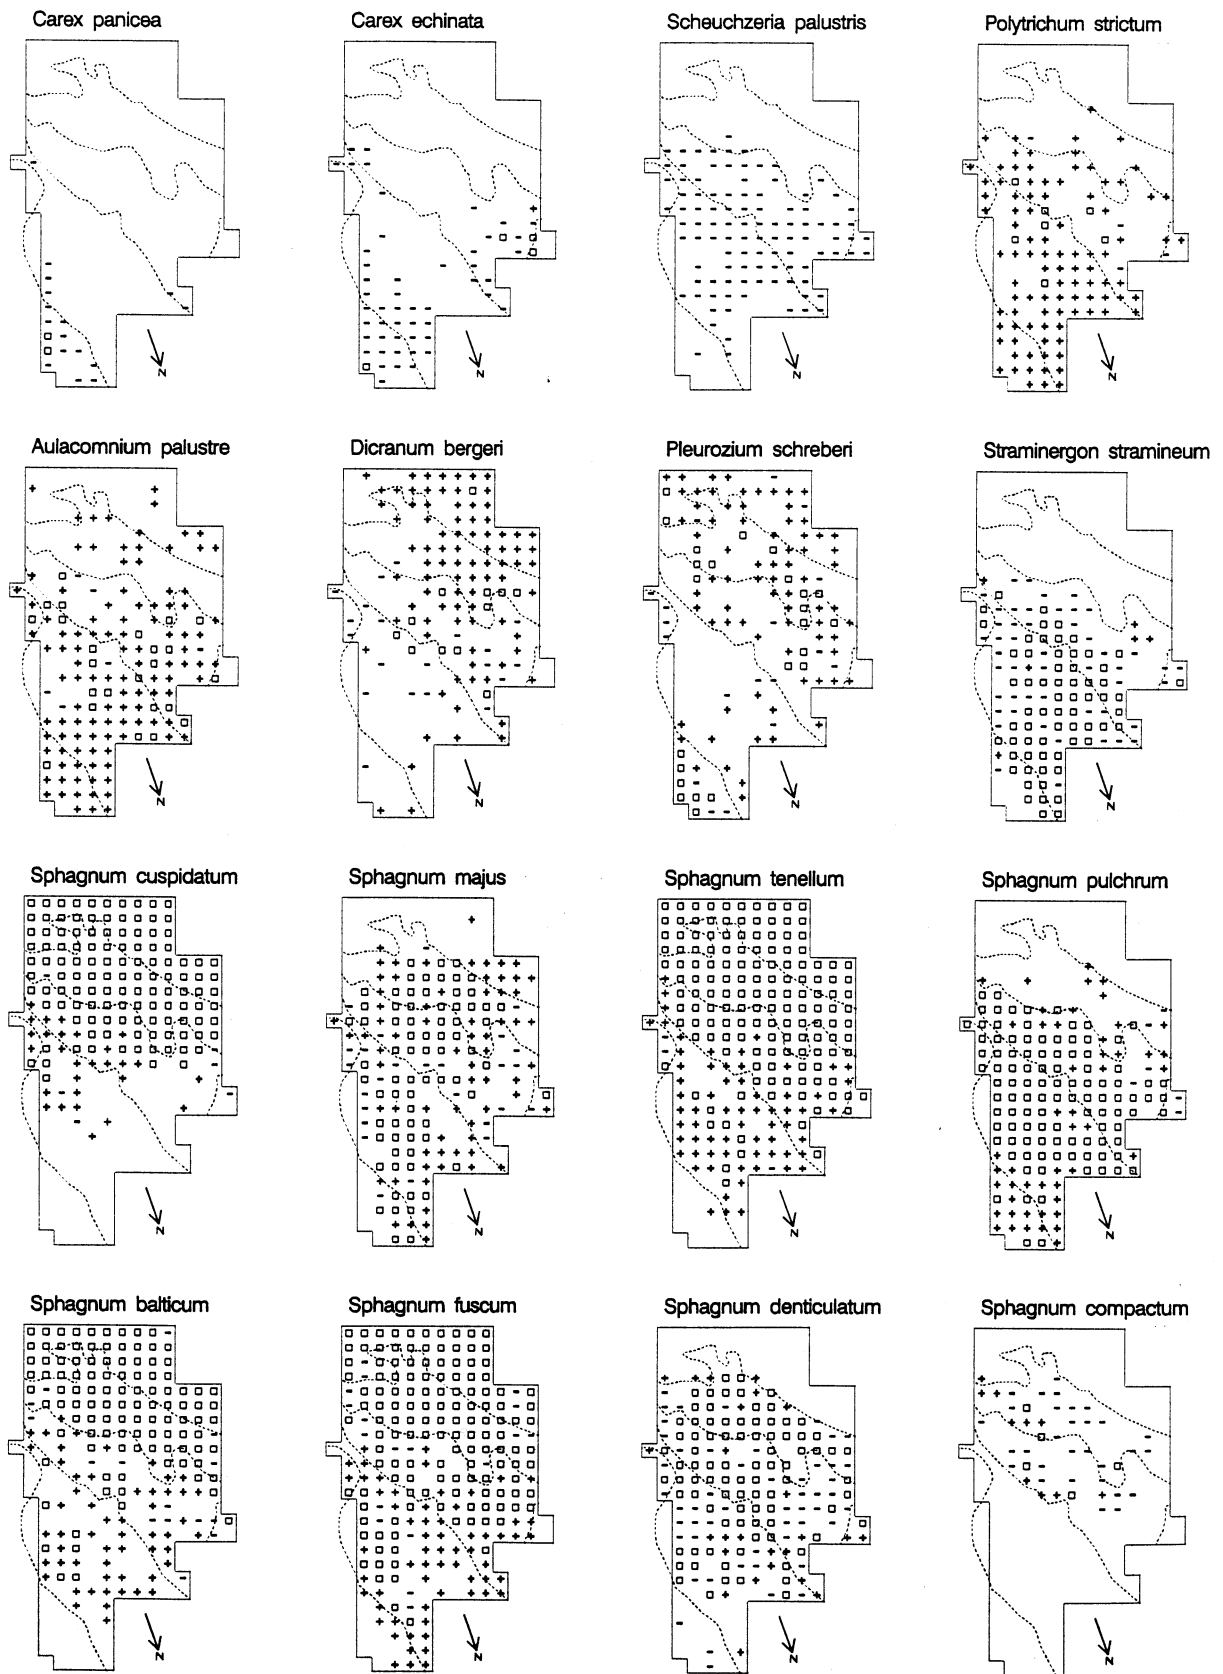 Carex panicea Carex echinata Scheuchzeria palustris Polytrichum strictum
N N N N
Aulacomnium palustre Dicranum bergeri Pleurozium schreberi Straminergon stramineum
N N N N
Sphagnum cuspidatum Sphagnum majus Sphagnum tenellum Sphagnum pulchrum
N N N N
Sphagnum balticum Sphagnum fuscum Sphagnum denticulatum Sphagnum compactum
N N N N